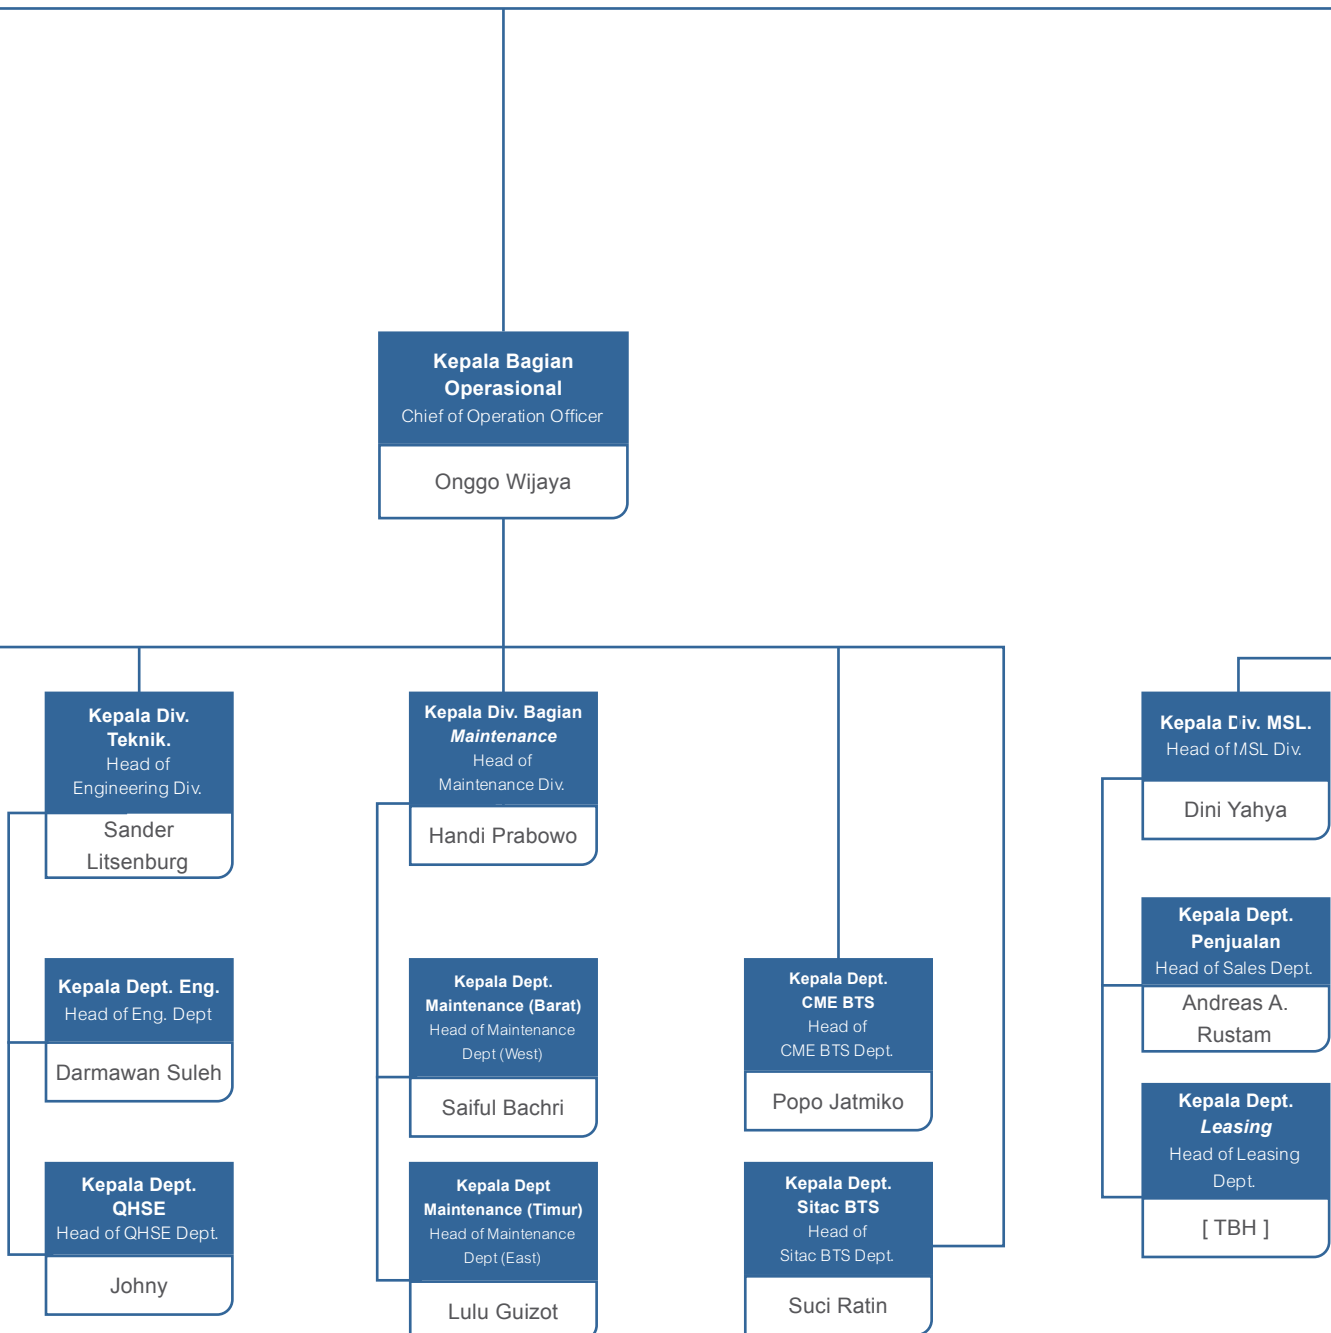 Kepala Bagian
Operasional
Chief of Operation Officer
Onggo Wijaya
Kepala Div.
Teknik.
Head of
Engineering Div.
Sander
Litsenburg
Kepala Dept. Eng.
Head of Eng. Dept
Darmawan Suleh
Kepala Dept.
QHSE
Head of QHSE Dept.
Johny
Kepala Div. Bagian
Maintenance
Head of
Maintenance Div.
Handi Prabowo
Kepala Dept.
Maintenance (Barat)
Head of Maintenance
Dept (West)
Saiful Bachri
Kepala Dept
Maintenance (Timur)
Head of Maintenance
Dept (East)
Lulu Guizot
Kepala Dept.
CME BTS
Head of
CME BTS Dept.
Popo Jatmiko
Kepala Dept.
Sitac BTS
Head of
Sitac BTS Dept.
Suci Ratin
Kepala Div. MSL.
Head of MSL Div.
Dini Yahya
Kepala Dept.
Penjualan
Head of Sales Dept.
Andreas A.
Rustam
Kepala Dept.
Leasing
Head of Leasing
Dept.
[ TBH ]